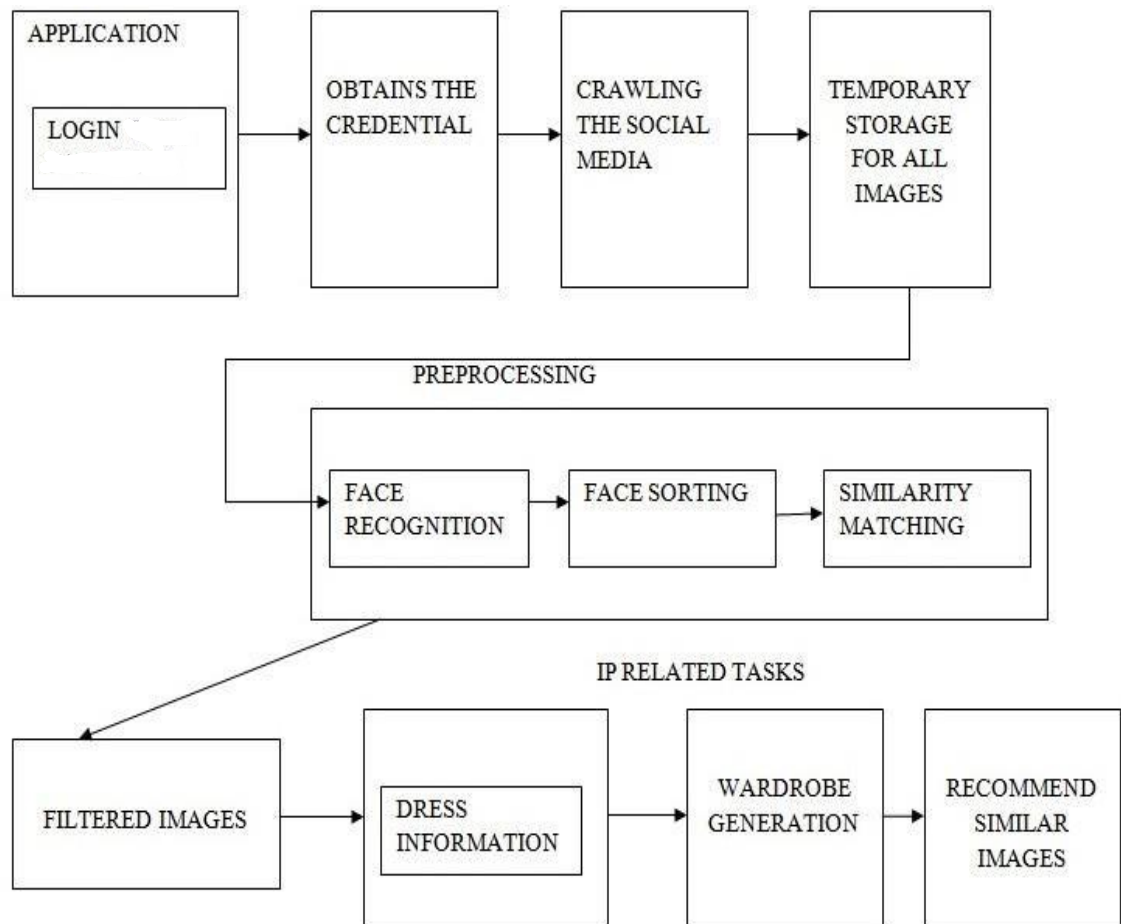 APPLICATION
LOGIN
OBTAINS THE
CREDENTIAL
CRAWLING
THE SOCIAL
MEDIA
TEMPORARY
STORAGE
FOR ALL
IMAGES
PREPROCESSING
FACE
RECOGNITION
FACE SORTING
SIMILARITY
MATCHING
IP RELATED TASKS
FILTERED IMAGES
DRESS
INFORMATION
WARDROBE
GENERATION
RECOMMEND
SIMILAR
IMAGES